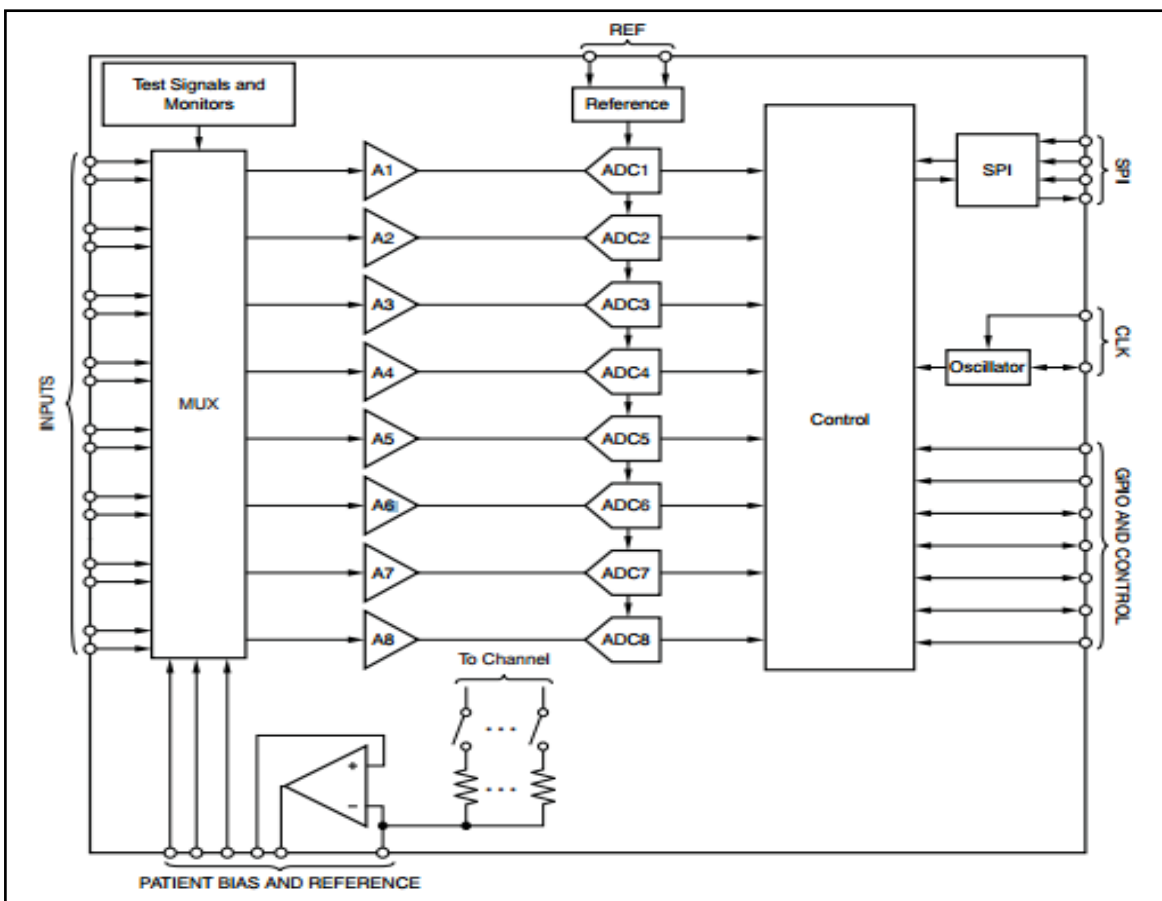 REF
Test Signals and
Monitors
Reference
A1
ADC1
SPI
SPI
A2
ADC2
A3
ADC3
CLK
A4
ADC4
Oscillator
INPUTS
MUX
Control
A5
ADC5
A6
ADC6
GPIO AND CONTROL
A7
ADC7
A8
ADC8
To Channel
+
−
PATIENT BIAS AND REFERENCE